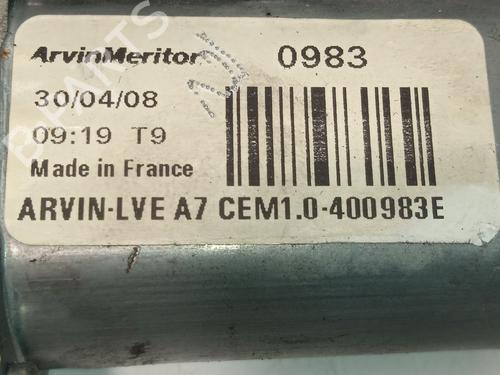 ArvinMeritor 0983
30/04/08
09:19 T9
Made in France
ARVIN-LVE A7 CEM1.0-400983E